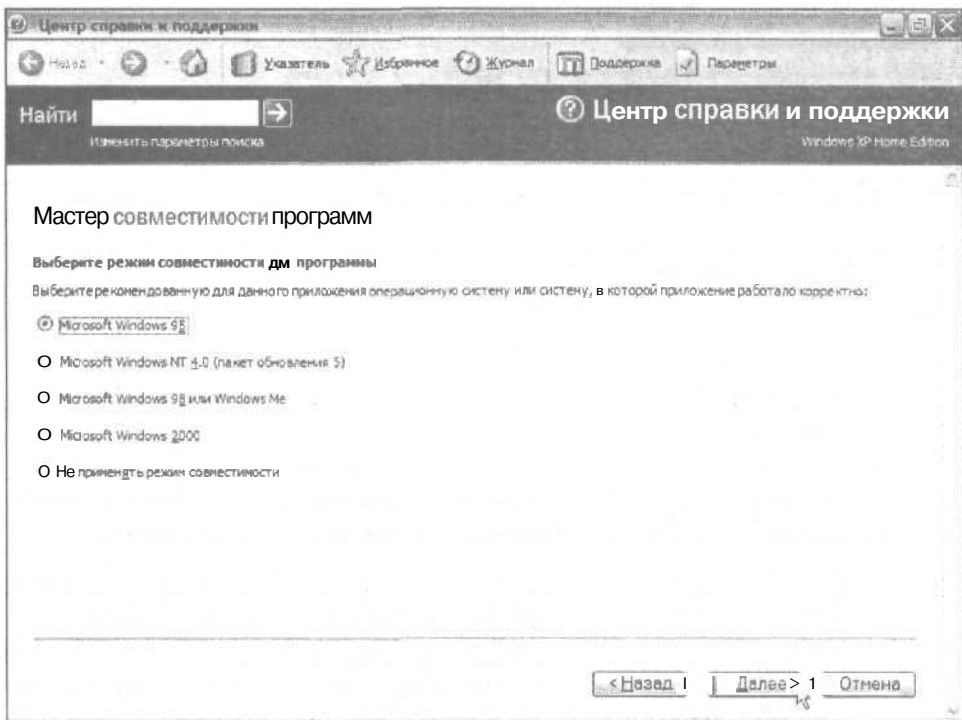 Центр справки и поддержки
Назад Указатель Избранное Журнал Поддержка Параметры
Найти
Центр справки и поддержки
Изменить параметры поиска
Windows XP Home Edition
Мастер совместимости программ
Выберите режим совместимости дм программы
Выберите рекомендованную для данного приложения операционную систему или систему, в которой приложение работало корректно:
Microsoft Windows 95
О Microsoft Windows NT 4.0 (пакет обновления 5)
О Microsoft Windows 98 или Windows Me
О Microsoft Windows 2000
О Не применять режим совместимости
< Назад I | Далее > 1 Отмена